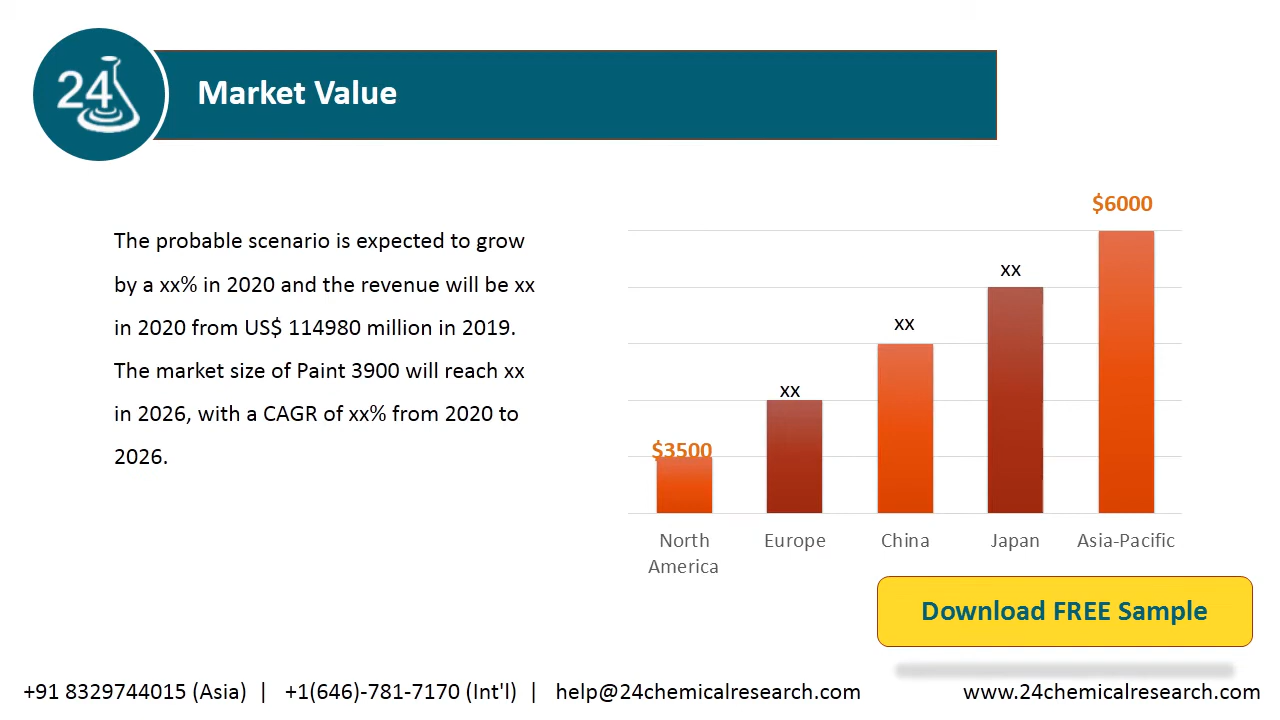 24
Market Value
The probable scenario is expected to grow
by a xx% in 2020 and the revenue will be xx
in 2020 from US$ 114980 million in 2019.
The market size of Paint 3900 will reach xx
in 2026, with a CAGR of xx% from 2020 to
2026.
$3500
xx
xx
xx
$6000
North
America
Europe
China
Japan
Asia-Pacific
Download FREE Sample
+91 8329744015 (Asia) | +1(646)-781-7170 (Int'l) | help@24chemicalresearch.com
www.24chemicalresearch.com